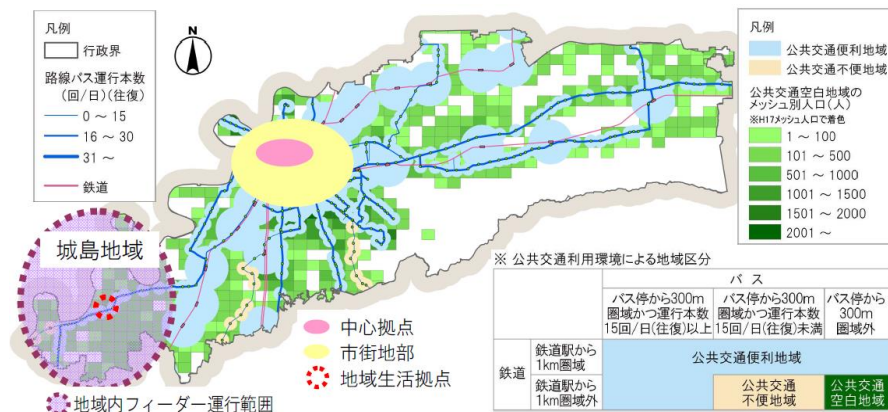 凡例
行政界
路線バス運行本数
(回/日)(往復)
0 ～ 15
16 ～ 30
31 ～
鉄道
N
城島地域
中心拠点
市街地部
地域生活拠点
地域内フィーダー運行範囲
凡例
公共交通便利地域
公共交通不便地域
公共交通空白地域の
メッシュ別人口(人)
※H17メッシュ人口で着色
1 ～ 100
101 ～ 500
501 ～ 1000
1001 ～ 1500
1501 ～ 2000
2001 ～
※ 公共交通利用環境による地域区分
バ ス
バス停から300m
圏域かつ運行本数
15回/日(往復)以上
バス停から300m
圏域かつ運行本数
15回/日(往復)未満
バス停から
300m
圏域外
鉄道
鉄道駅から
1km圏域
公共交通便利地域
鉄道駅から
1km圏域外
公共交通
不便地域
公共交通
空白地域